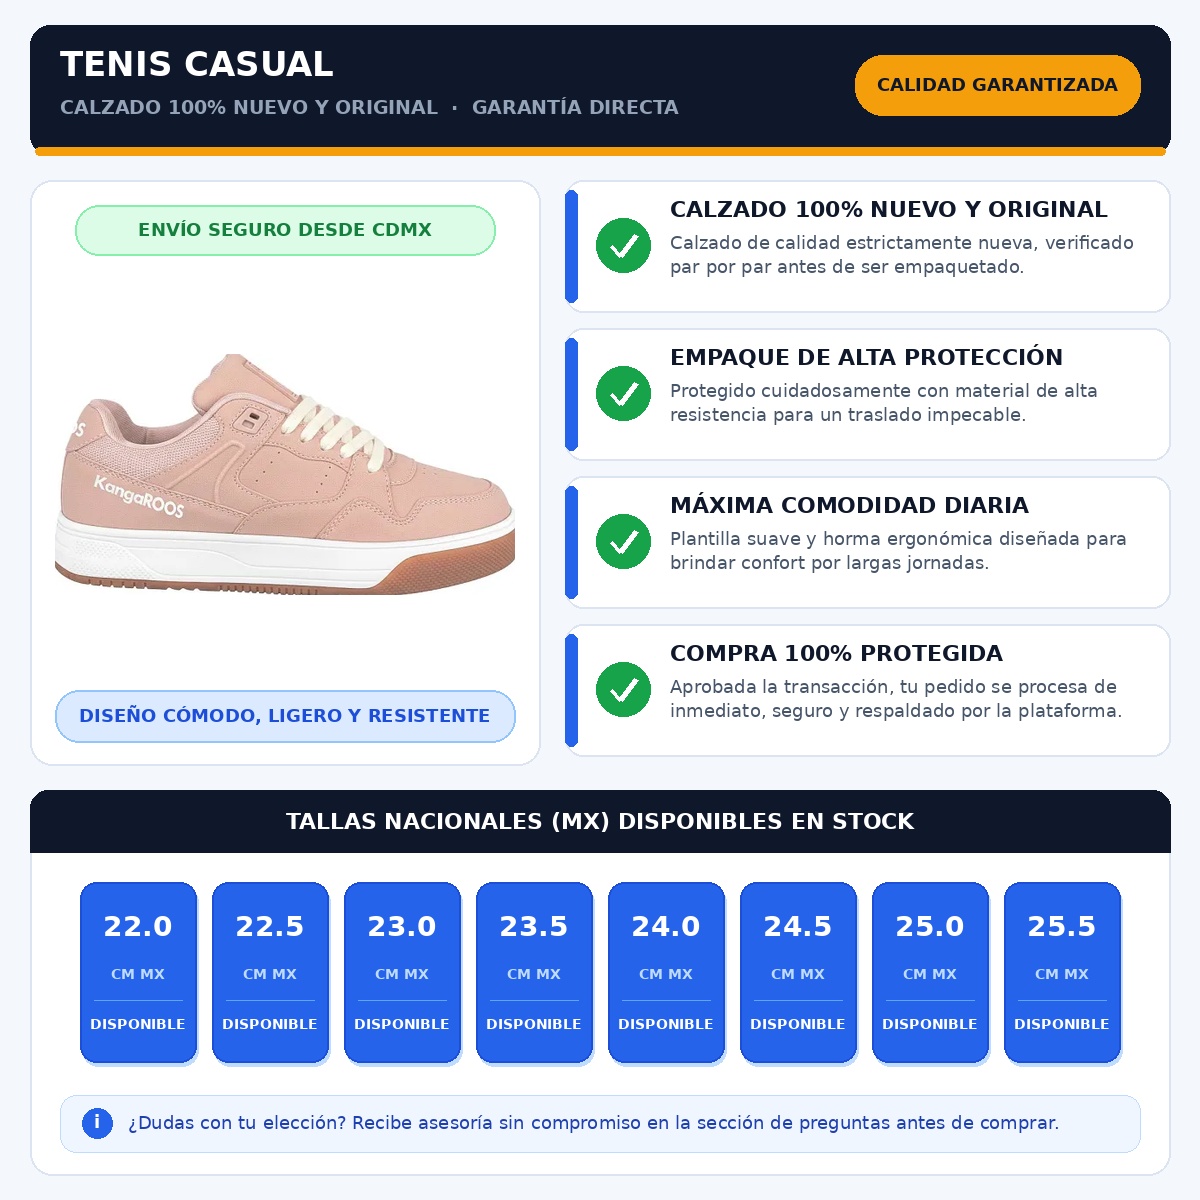 TENIS CASUAL
CALZADO 100% NUEVO Y ORIGINAL · GARANTÍA DIRECTA
CALIDAD GARANTIZADA
ENVÍO SEGURO DESDE CDMX
OS
KangaROOS
DISEÑO CÓMODO, LIGERO Y RESISTENTE
CALZADO 100% NUEVO Y ORIGINAL
Calzado de calidad estrictamente nueva, verificado
par por par antes de ser empaquetado.
EMPAQUE DE ALTA PROTECCIÓN
Protegido cuidadosamente con material de alta
resistencia para un traslado impecable.
MÁXIMA COMODIDAD DIARIA
Plantilla suave y horma ergonómica diseñada para
brindar confort por largas jornadas.
COMPRA 100% PROTEGIDA
Aprobada la transacción, tu pedido se procesa de
inmediato, seguro y respaldado por la plataforma.
TALLAS NACIONALES (MX) DISPONIBLES EN STOCK
22.0 22.5 23.0 23.5 24.0 24.5 25.0 25.5
CM MX CM MX CM MX CM MX CM MX CM MX CM MX CM MX
DISPONIBLE DISPONIBLE DISPONIBLE DISPONIBLE DISPONIBLE DISPONIBLE DISPONIBLE DISPONIBLE
i ¿Dudas con tu elección? Recibe asesoría sin compromiso en la sección de preguntas antes de comprar.